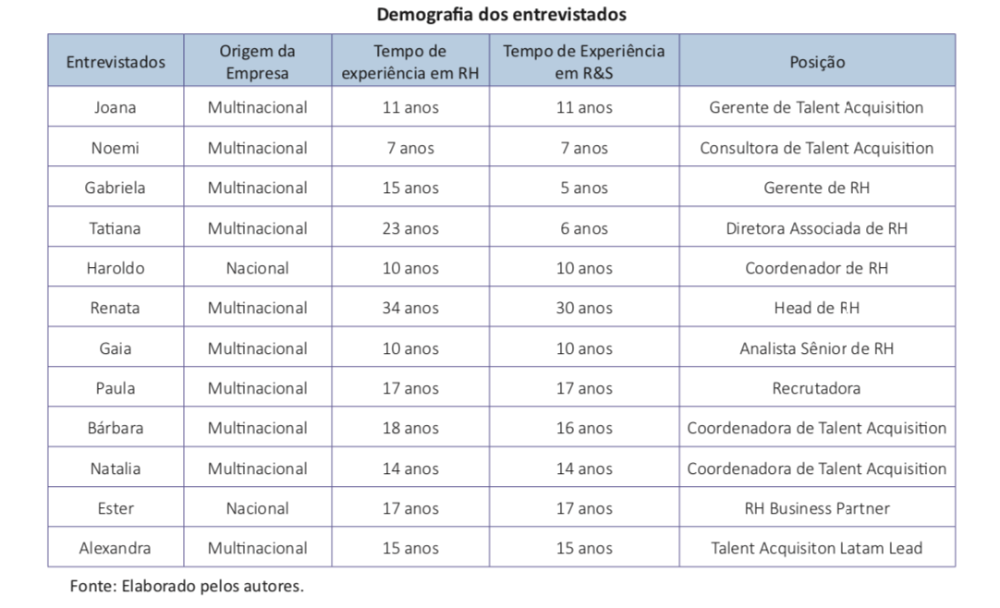 Demografia dos entrevistados
Entrevistados Origem da Empresa Tempo de experiência em RH Tempo de Experiência em R&S Posição
Joana Multinacional 11 anos 11 anos Gerente de Talent Acquisition
Noemi Multinacional 7 anos 7 anos Consultora de Talent Acquisition
Gabriela Multinacional 15 anos 5 anos Gerente de RH
Tatiana Multinacional 23 anos 6 anos Diretora Associada de RH
Haroldo Nacional 10 anos 10 anos Coordenador de RH
Renata Multinacional 34 anos 30 anos Head de RH
Gaia Multinacional 10 anos 10 anos Analista Sênior de RH
Paula Multinacional 17 anos 17 anos Recrutadora
Bárbara Multinacional 18 anos 16 anos Coordenadora de Talent Acquisition
Natalia Multinacional 14 anos 14 anos Coordenadora de Talent Acquisition
Ester Nacional 17 anos 17 anos RH Business Partner
Alexandra Multinacional 15 anos 15 anos Talent Acquisiton Latam Lead
Fonte: Elaborado pelos autores.